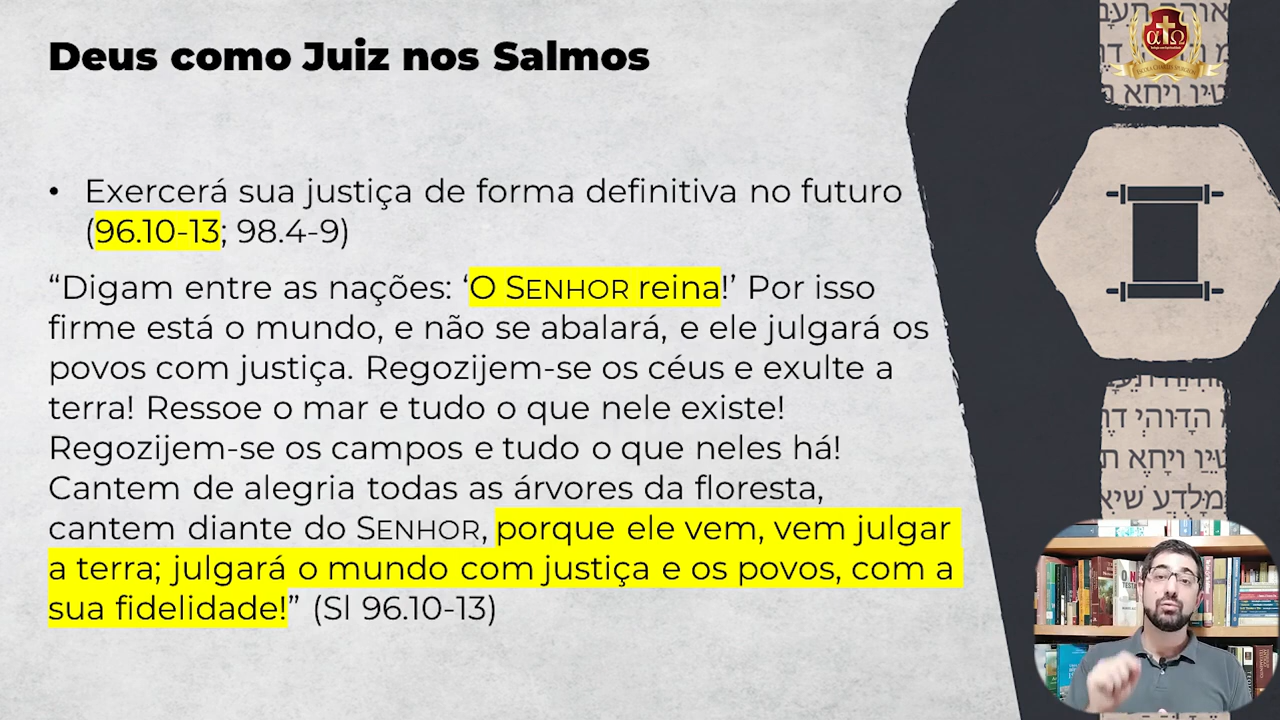 Deus como Juiz nos Salmos
• Exercerá sua justiça de forma definitiva no futuro
(96.10-13; 98.4-9)
“Digam entre as nações: ‘O SENHOR reina!’ Por isso
firme está o mundo, e não se abalará, e ele julgará os
povos com justiça. Regozijem-se os céus e exulte a
terra! Ressoe o mar e tudo o que nele existe!
Regozijem-se os campos e tudo o que neles há!
Cantem de alegria todas as árvores da floresta,
cantem diante do SENHOR, porque ele vem, vem julgar
a terra; julgará o mundo com justiça e os povos, com a
sua fidelidade!” (Sl 96.10-13)
α Ω